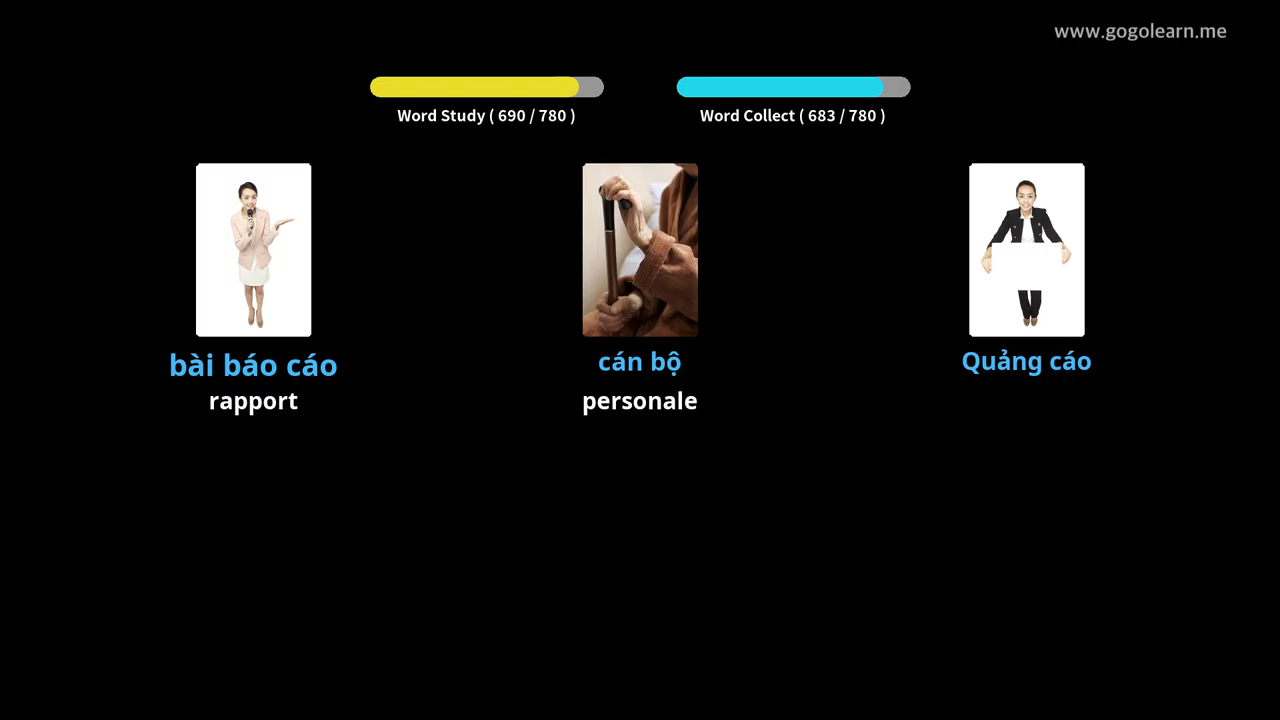 www.gogolearn.me
Word Study ( 690 / 780 )
Word Collect ( 683 / 780 )
bài báo cáo
rapport
cán bộ
personale
Quảng cáo